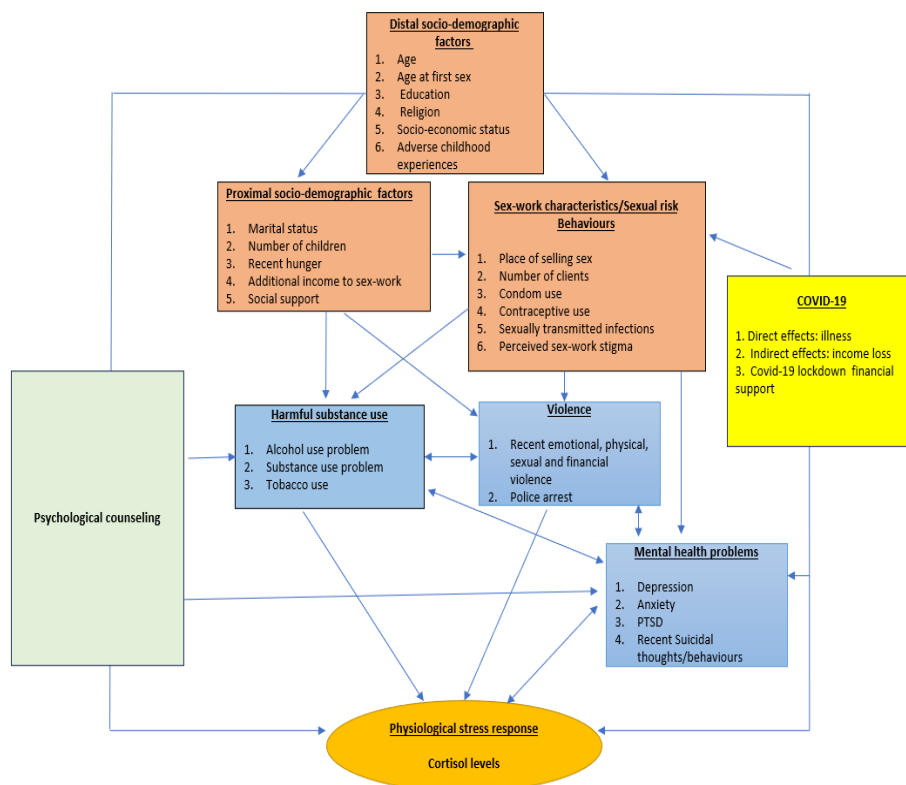 Distal socio-demographic
factors
1. Age
2. Age at first sex
3. Education
4. Religion
5. Socio-economic status
6. Adverse childhood
experiences
Proximal socio-demographic factors
1. Marital status
2. Number of children
3. Recent hunger
4. Additional income to sex-work
5. Social support
Sex-work characteristics/Sexual risk
Behaviours
1. Place of selling sex
2. Number of clients
3. Condom use
4. Contraceptive use
5. Sexually transmitted infections
6. Perceived sex-work stigma
COVID-19
1. Direct effects: illness
2. Indirect effects: income loss
3. Covid-19 lockdown financial
support
Harmful substance use
1. Alcohol use problem
2. Substance use problem
3. Tobacco use
Violence
1. Recent emotional, physical,
sexual and financial
violence
2. Police arrest
Psychological counseling
Mental health problems
1. Depression
2. Anxiety
3. PTSD
4. Recent Suicidal
thoughts/behaviours
Physiological stress response
Cortisol levels